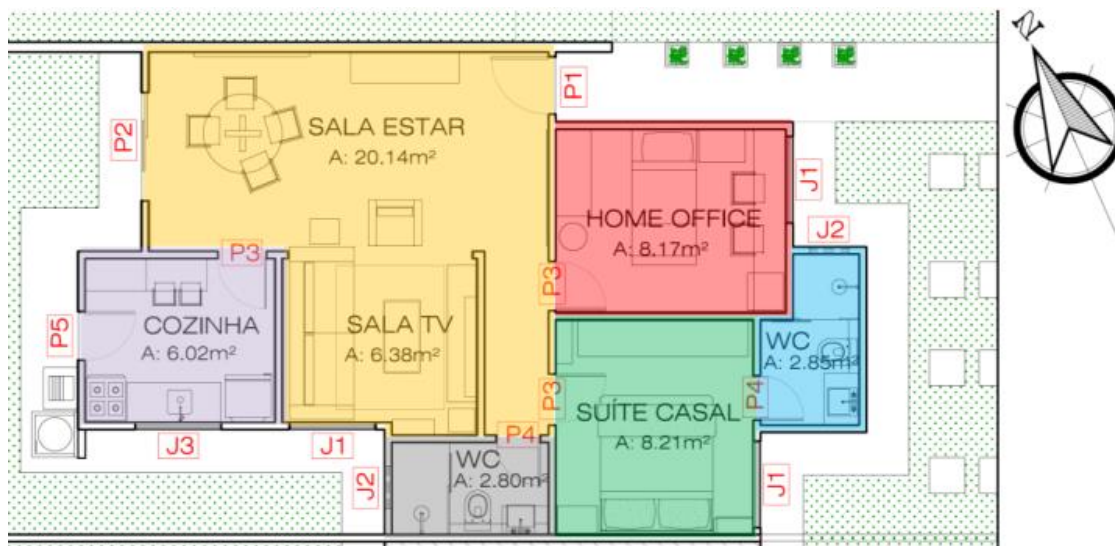 N
P1
SALA ESTAR
A: 20.14m²
P2
J1
HOME OFFICE
A: 8.17m²
J2
P3
P3
COZINHA
A: 6.02m²
SALA TV
A: 6.38m²
P5
WC
A: 2.85m²
P3
P4
SUÍTE CASAL
A: 8.21m²
P4
J3
J1
WC
A: 2.80m²
J2
J1